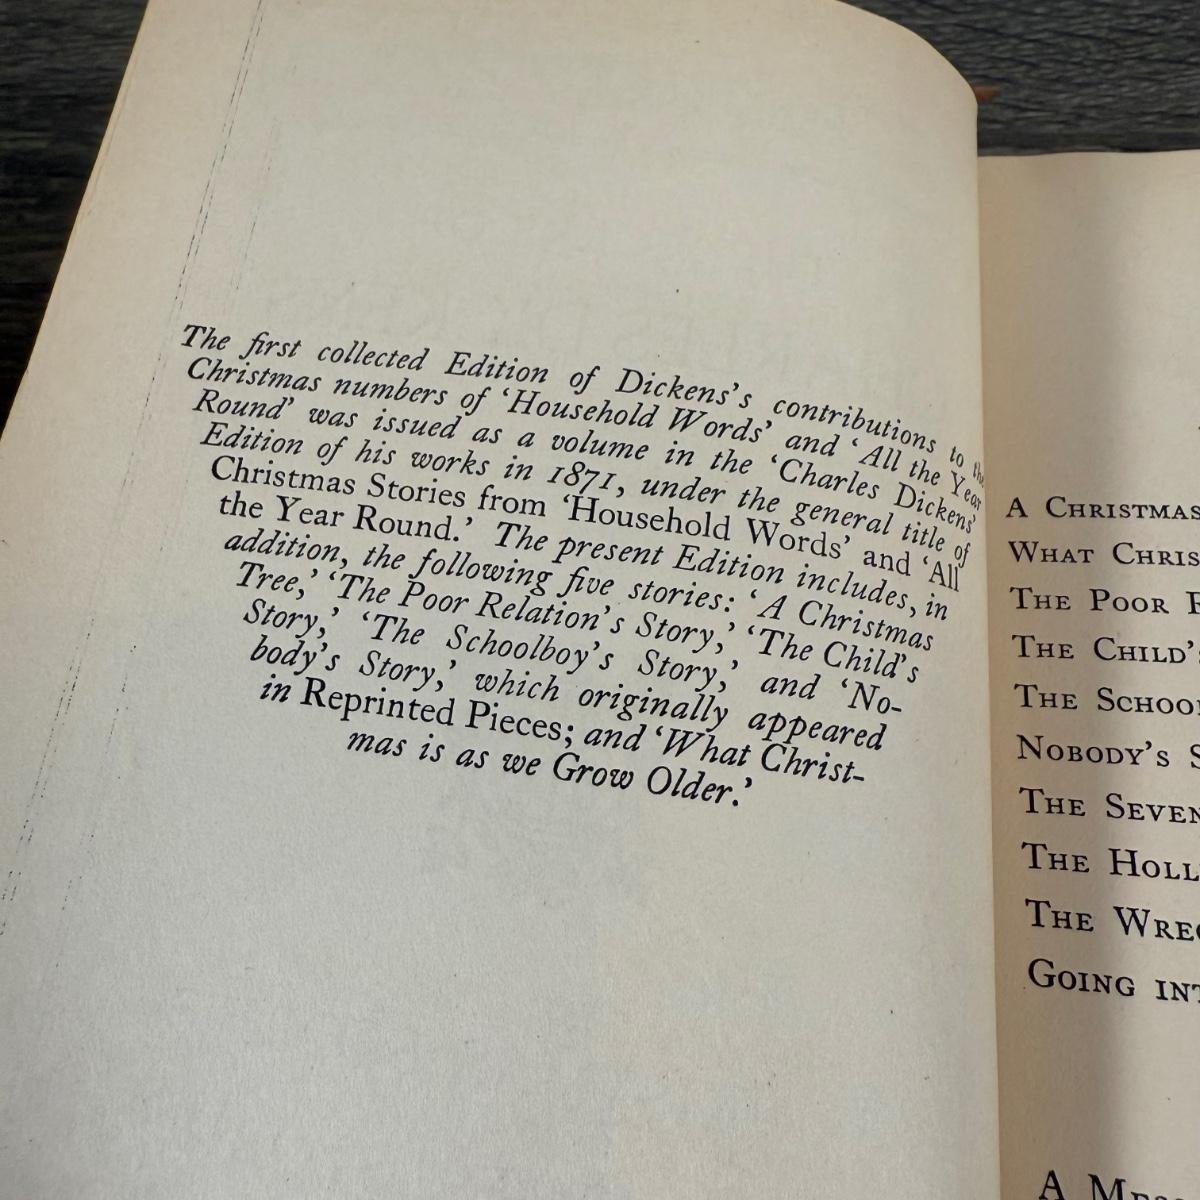 The first collected Edition of Dickens's contributions to the
Christmas numbers of 'Household Words' and 'All the Year
Round' was issued as a volume in the 'Charles Dickens'
Edition of his works in 1871, under the general title of
Christmas Stories from 'Household Words' and 'All
the Year Round.' The present Edition includes, in
addition, the following five stories: 'A Christmas
Tree,' 'The Poor Relation's Story,' 'The Child's
Story,' 'The Schoolboy's Story,' and 'No-
body's Story,' which originally appeared
in Reprinted Pieces; and 'What Christ-
mas is as we Grow Older.'
A CHRISTMAS
WHAT CHRIS
THE POOR
THE CHILD'
THE SCHOO
NOBODY'S
THE SEVEN
THE HOLL
THE WRE
GOING INT
A MES